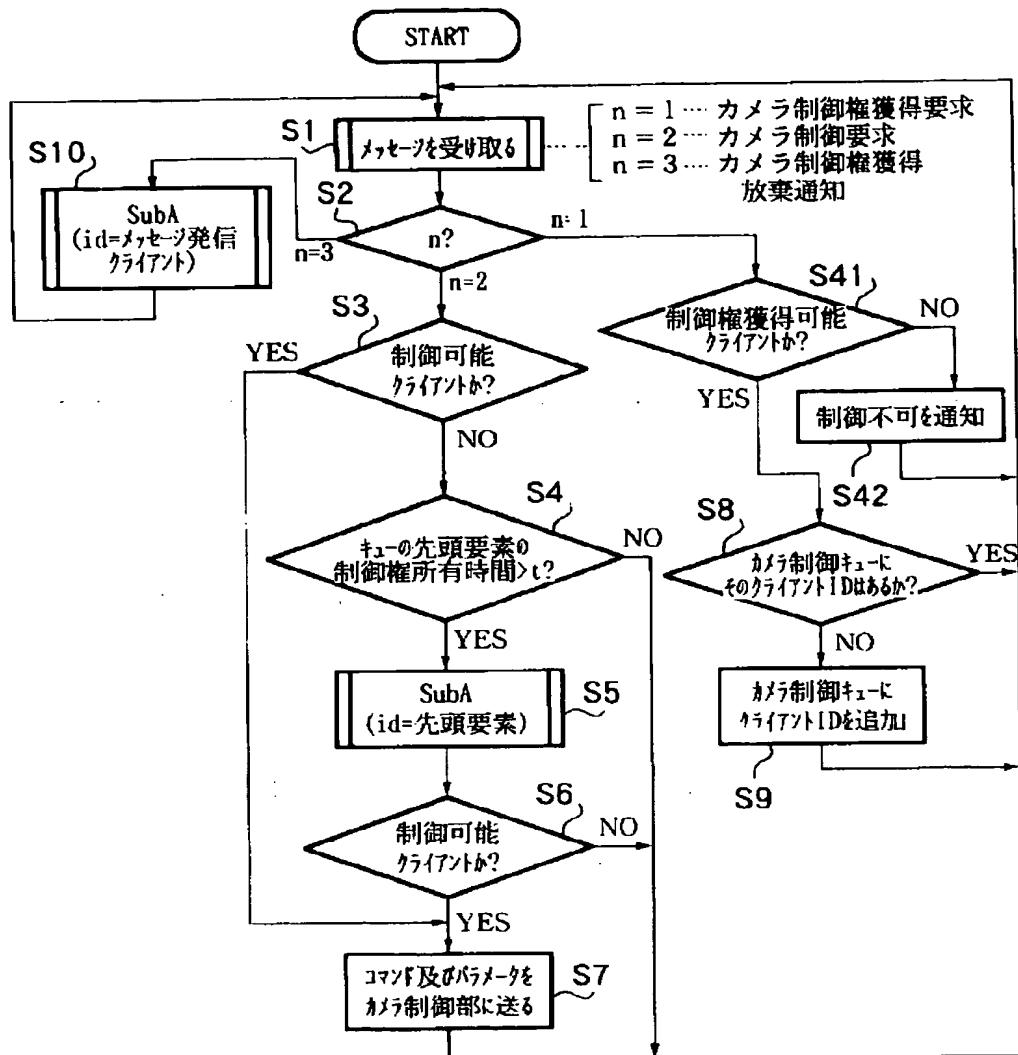 START
S1
メッセージを受け取る
n = 1 ···· カメラ制御権獲得要求
n = 2 ···· カメラ制御要求
n = 3 ···· カメラ制御権獲得
放棄通知
S10
SubA
(id=メッセージ発信
クライアント)
S2
n?
n=1
n=3
n=2
S3
制御可能
クライアントか?
YES
NO
S41
制御権獲得可能
クライアントか?
NO
YES
制御不可を通知
S42
S4
キューの先頭要素の
制御権所有時間>t?
NO
YES
S8
カメラ制御キューに
そのクライアントIDはあるか?
YES
NO
SubA
(id=先頭要素)
S5
カメラ制御キューに
クライアントIDを追加
S9
S6
制御可能
クライアントか?
NO
YES
コマンド及びパラメータを
カメラ制御部に送る
S7